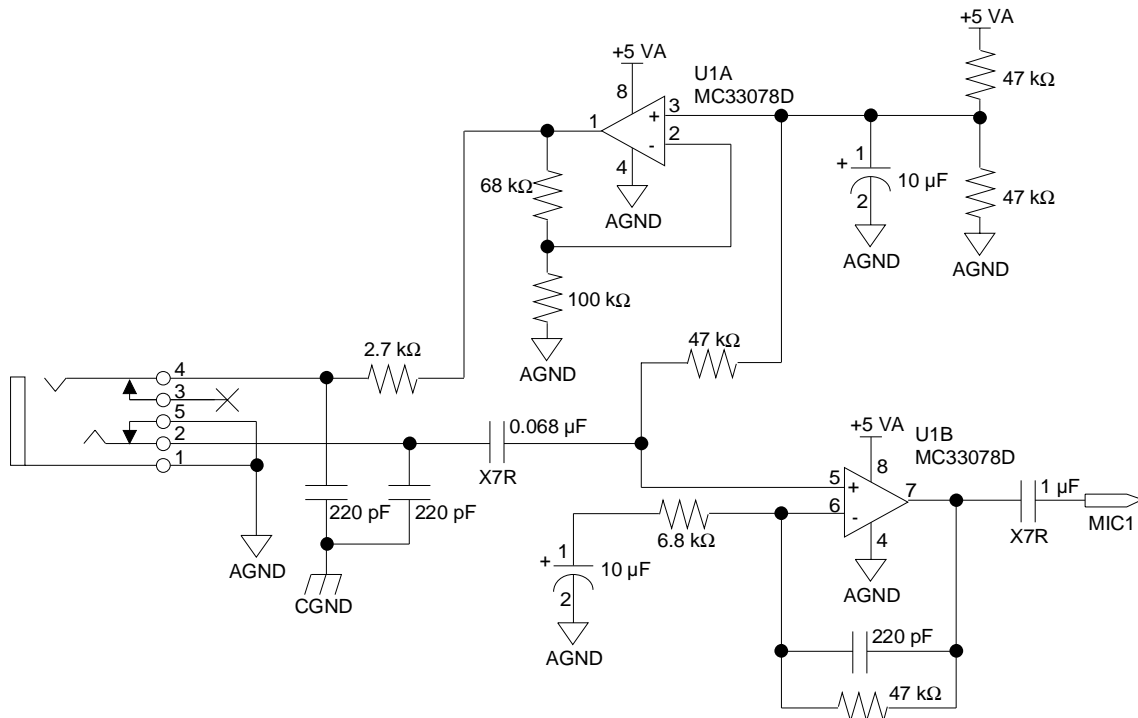 +5 VA
47 kΩ
+5 VA
U1A
MC33078D
8
3
+
1
2
-
4
AGND
68 kΩ
1
+
10 µF
2
AGND
47 kΩ
AGND
100 kΩ
AGND
2.7 kΩ
47 kΩ
4
3
5
2
1
0.068 µF
X7R
220 pF
220 pF
AGND
CGND
+5 VA
U1B
MC33078D
8
5
+
7
6
-
4
AGND
6.8 kΩ
1
+
10 µF
2
AGND
1 µF
X7R
MIC1
220 pF
47 kΩ